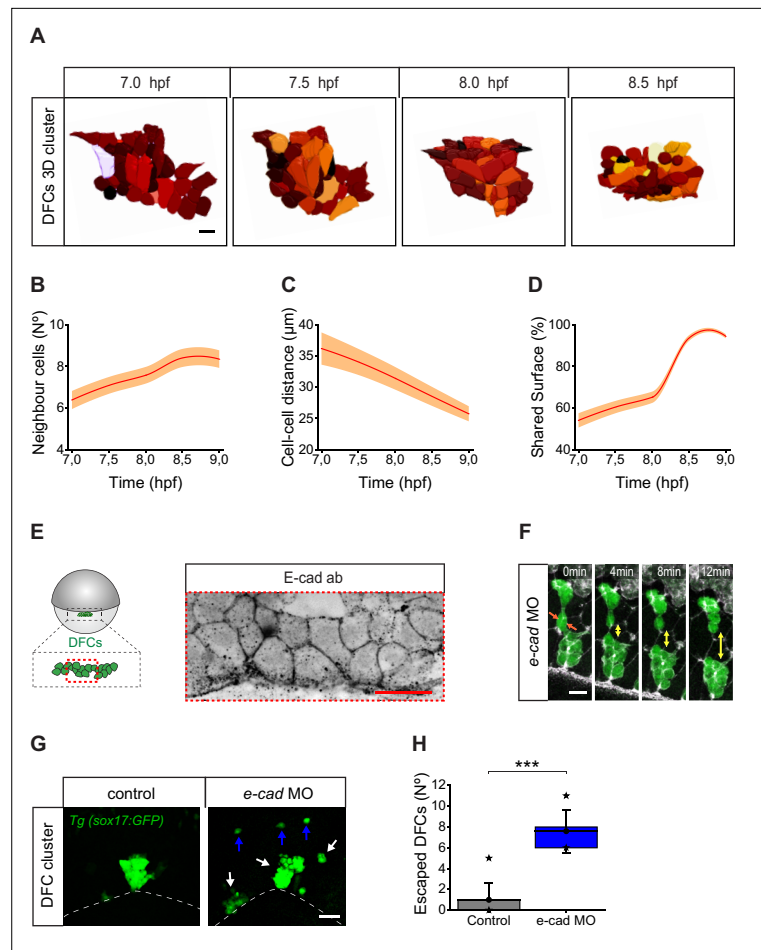 A
7.0 hpf
7.5 hpf
8.0 hpf
8.5 hpf
DFCs 3D cluster
B
Neighbour cells (Nº)
10
8
6
4
7,0 7,5 8,0 8,5 9,0
Time (hpf)
C
Cell-cell distance (µm)
40
35
30
25
20
7,0 7,5 8,0 8,5 9,0
Time (hpf)
D
Shared Surface (%)
100
80
60
40
7,0 7,5 8,0 8,5 9,0
Time (hpf)
E
DFCs
E-cad ab
F
e-cad MO
0min
4min
8min
12min
G
control
e-cad MO
DFC cluster
Tg (sox17:GFP)
H
Escaped DFCs (Nº)
12
10
8
6
4
2
0
***
Control
e-cad MO